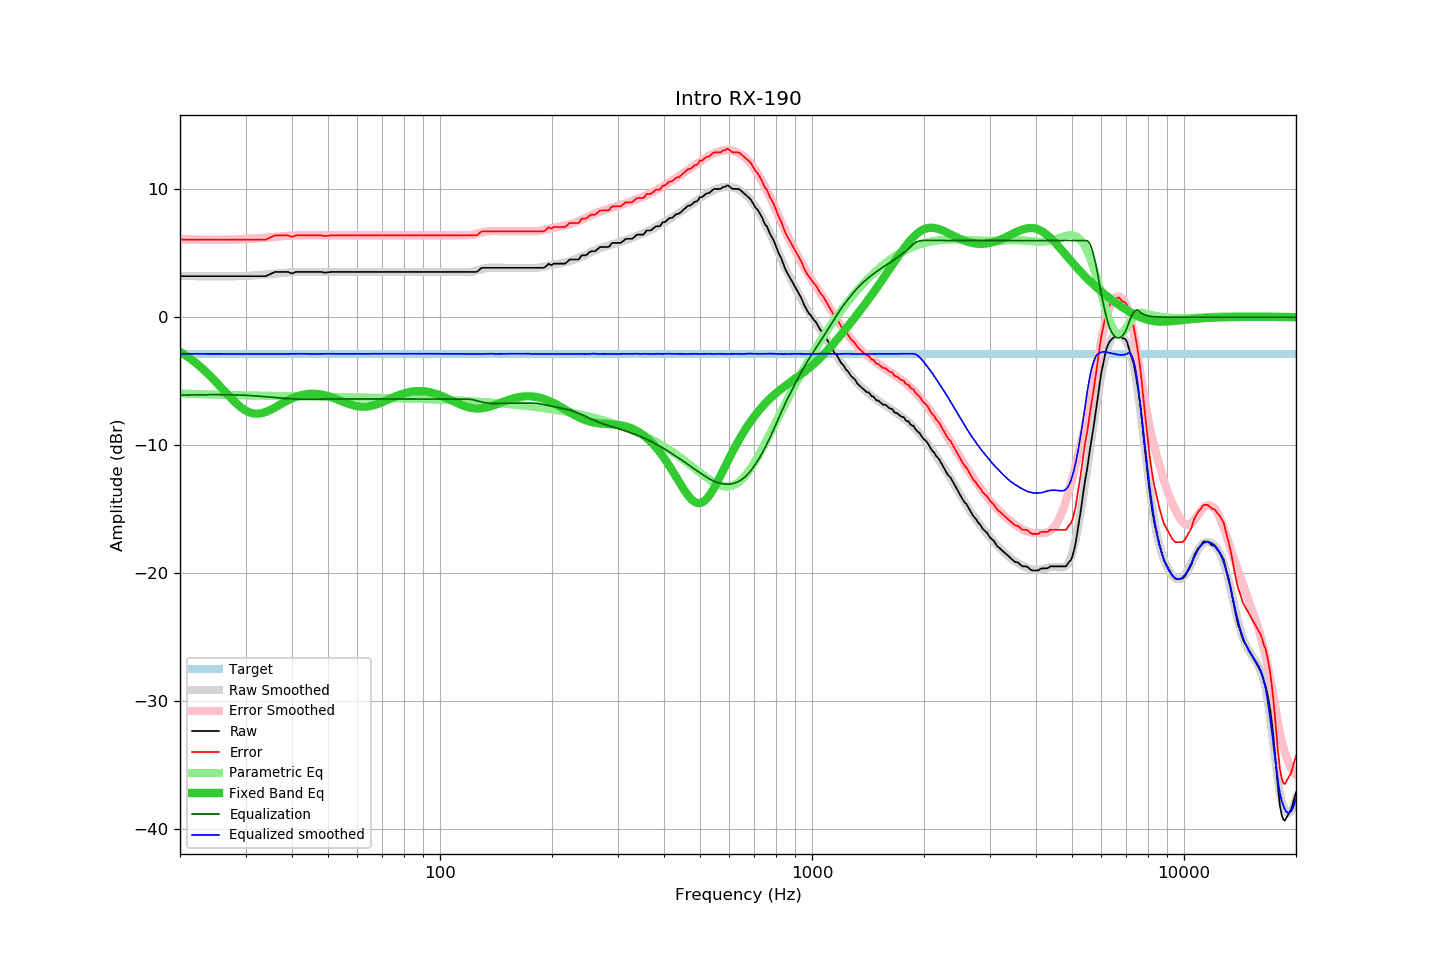 Intro RX-190
10
0
−10
−20
−30
−40
Amplitude (dBr)
Target
Raw Smoothed
Error Smoothed
Raw
Error
Parametric Eq
Fixed Band Eq
Equalization
Equalized smoothed
100
1000
10000
Frequency (Hz)